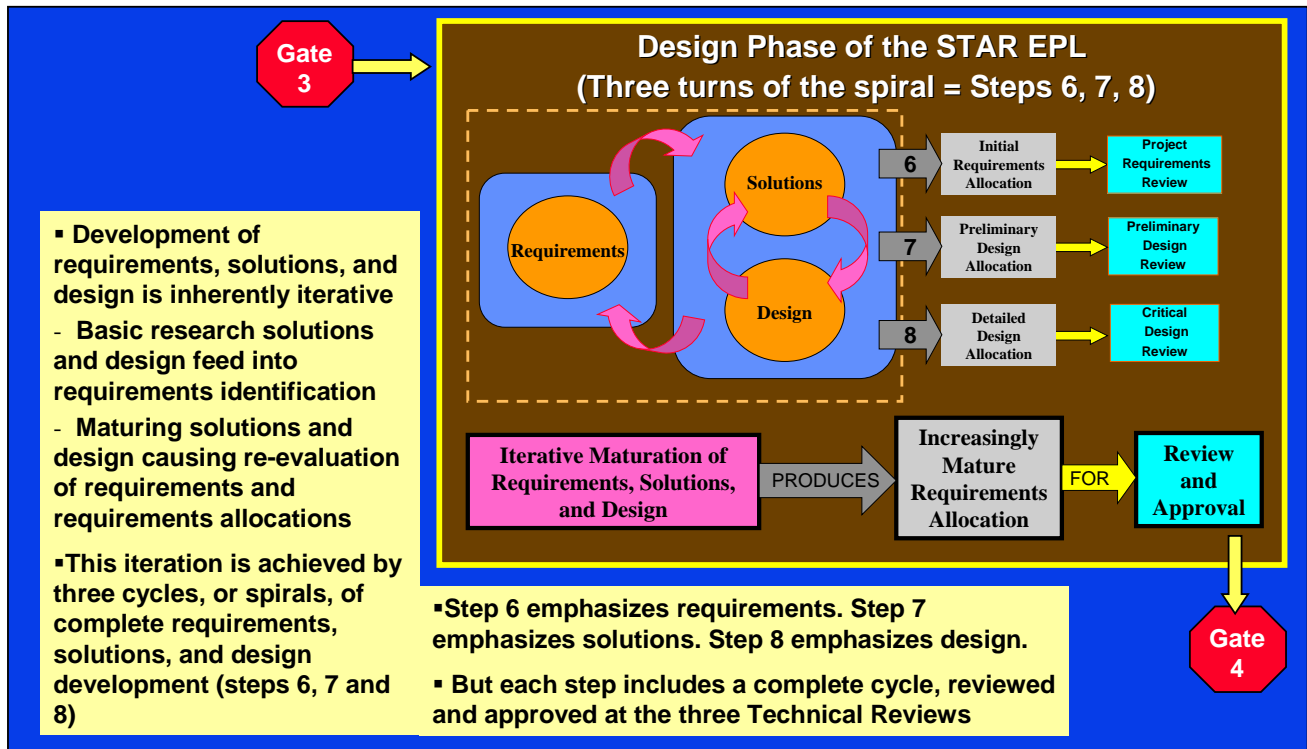 Gate
3
Design Phase of the STAR EPL
(Three turns of the spiral = Steps 6, 7, 8)
Requirements
Solutions
Design
6
Initial
Requirements
Allocation
Project
Requirements
Review
7
Preliminary
Design
Allocation
Preliminary
Design
Review
8
Detailed
Design
Allocation
Critical
Design
Review
Iterative Maturation of
Requirements, Solutions,
and Design
PRODUCES
Increasingly
Mature
Requirements
Allocation
FOR
Review
and
Approval
▪ Development of
requirements, solutions, and
design is inherently iterative
- Basic research solutions
and design feed into
requirements identification
- Maturing solutions and
design causing re-evaluation
of requirements and
requirements allocations
▪This iteration is achieved by
three cycles, or spirals, of
complete requirements,
solutions, and design
development (steps 6, 7 and
8)
▪Step 6 emphasizes requirements. Step 7
emphasizes solutions. Step 8 emphasizes design.
▪ But each step includes a complete cycle, reviewed
and approved at the three Technical Reviews
Gate
4